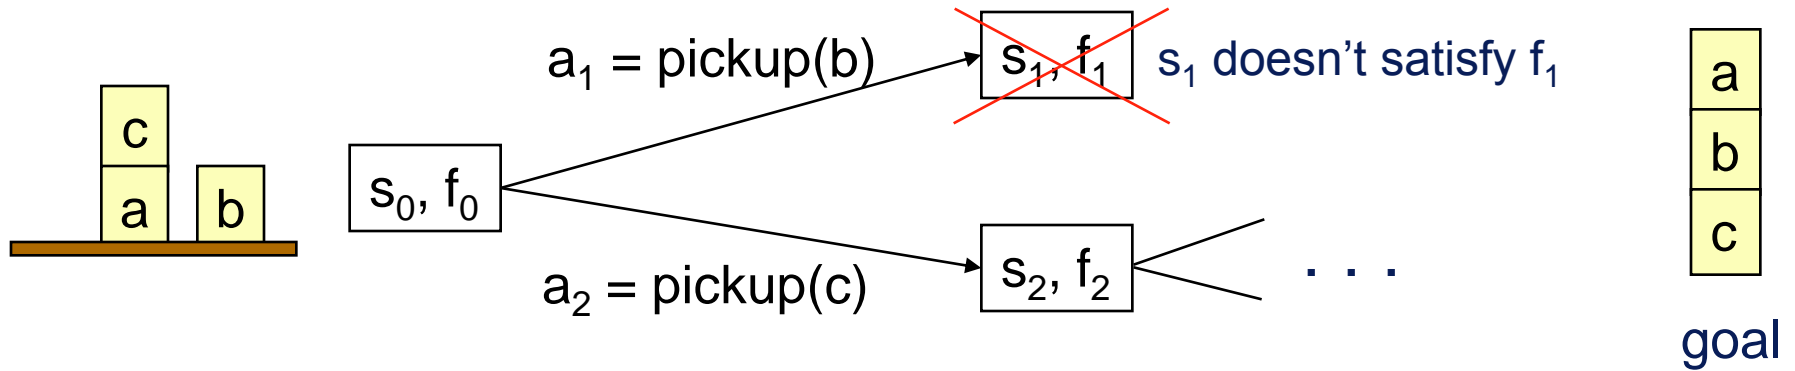 c
a
b
s₀, f₀
a₁ = pickup(b)
a₂ = pickup(c)
s₁, f₁
s₁ doesn't satisfy f₁
s₂, f₂
. . .
a
b
c
goal